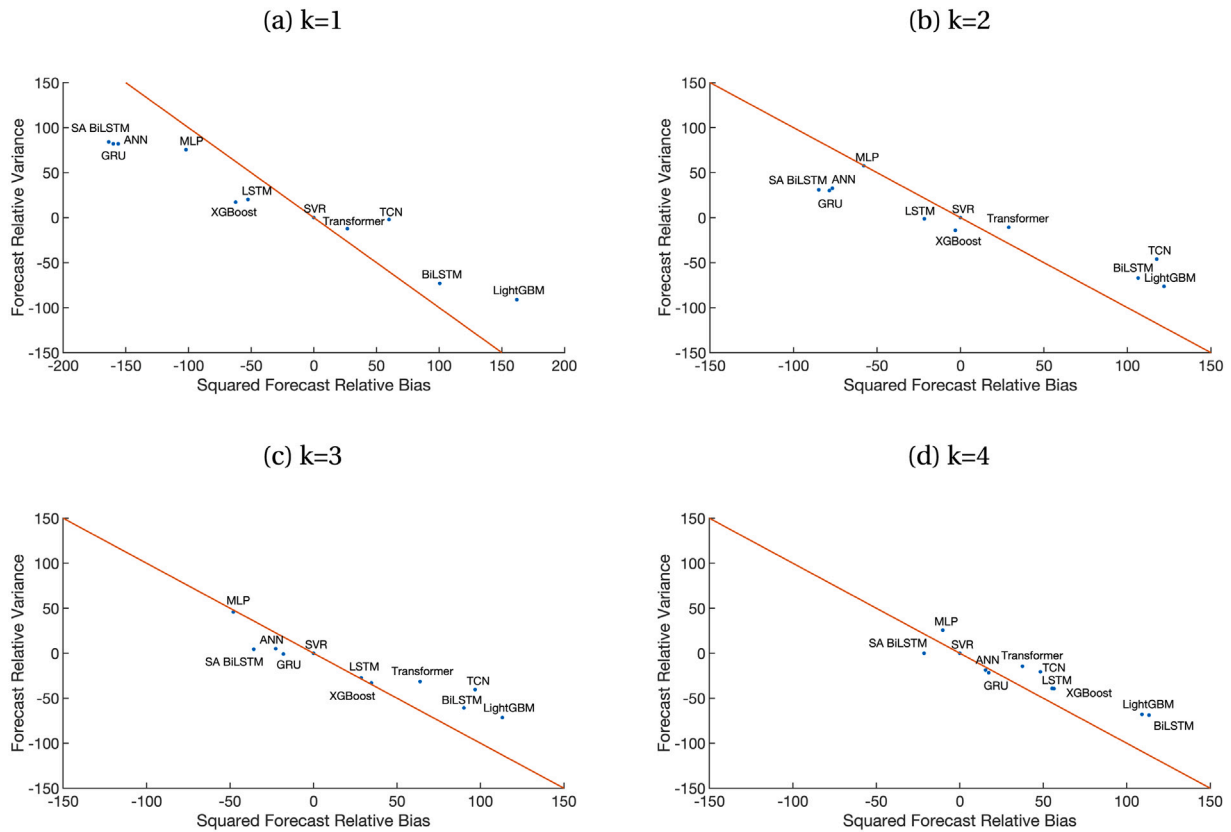 (a) k=1
150
100
50
0
-50
-100
-150
Forecast Relative Variance
SA BiLSTM
ANN
GRU
MLP
LSTM
XGBoost
SVR
Transformer
TCN
BiLSTM
LightGBM
-200 -150 -100 -50 0 50 100 150 200
Squared Forecast Relative Bias
(b) k=2
150
100
50
0
-50
-100
-150
Forecast Relative Variance
MLP
SA BiLSTM ANN
GRU
LSTM
SVR
Transformer
XGBoost
TCN
BiLSTM
LightGBM
-150 -100 -50 0 50 100 150
Squared Forecast Relative Bias
(c) k=3
150
100
50
0
-50
-100
-150
Forecast Relative Variance
MLP
ANN
SVR
SA BiLSTM
GRU
LSTM
XGBoost
Transformer
TCN
BiLSTM
LightGBM
-150 -100 -50 0 50 100 150
Squared Forecast Relative Bias
(d) k=4
150
100
50
0
-50
-100
-150
Forecast Relative Variance
MLP
SA BiLSTM
SVR
ANN
GRU
Transformer
TCN
LSTM
XGBoost
LightGBM
BiLSTM
-150 -100 -50 0 50 100 150
Squared Forecast Relative Bias